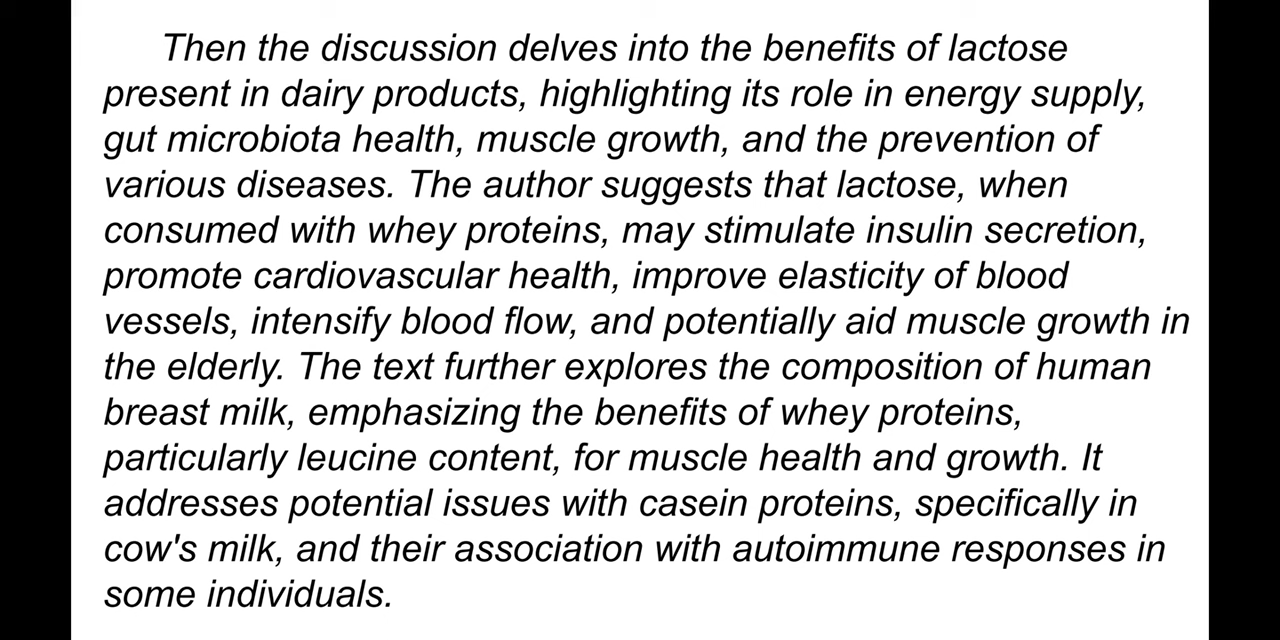 Then the discussion delves into the benefits of lactose
present in dairy products, highlighting its role in energy supply,
gut microbiota health, muscle growth, and the prevention of
various diseases. The author suggests that lactose, when
consumed with whey proteins, may stimulate insulin secretion,
promote cardiovascular health, improve elasticity of blood
vessels, intensify blood flow, and potentially aid muscle growth in
the elderly. The text further explores the composition of human
breast milk, emphasizing the benefits of whey proteins,
particularly leucine content, for muscle health and growth. It
addresses potential issues with casein proteins, specifically in
cow's milk, and their association with autoimmune responses in
some individuals.